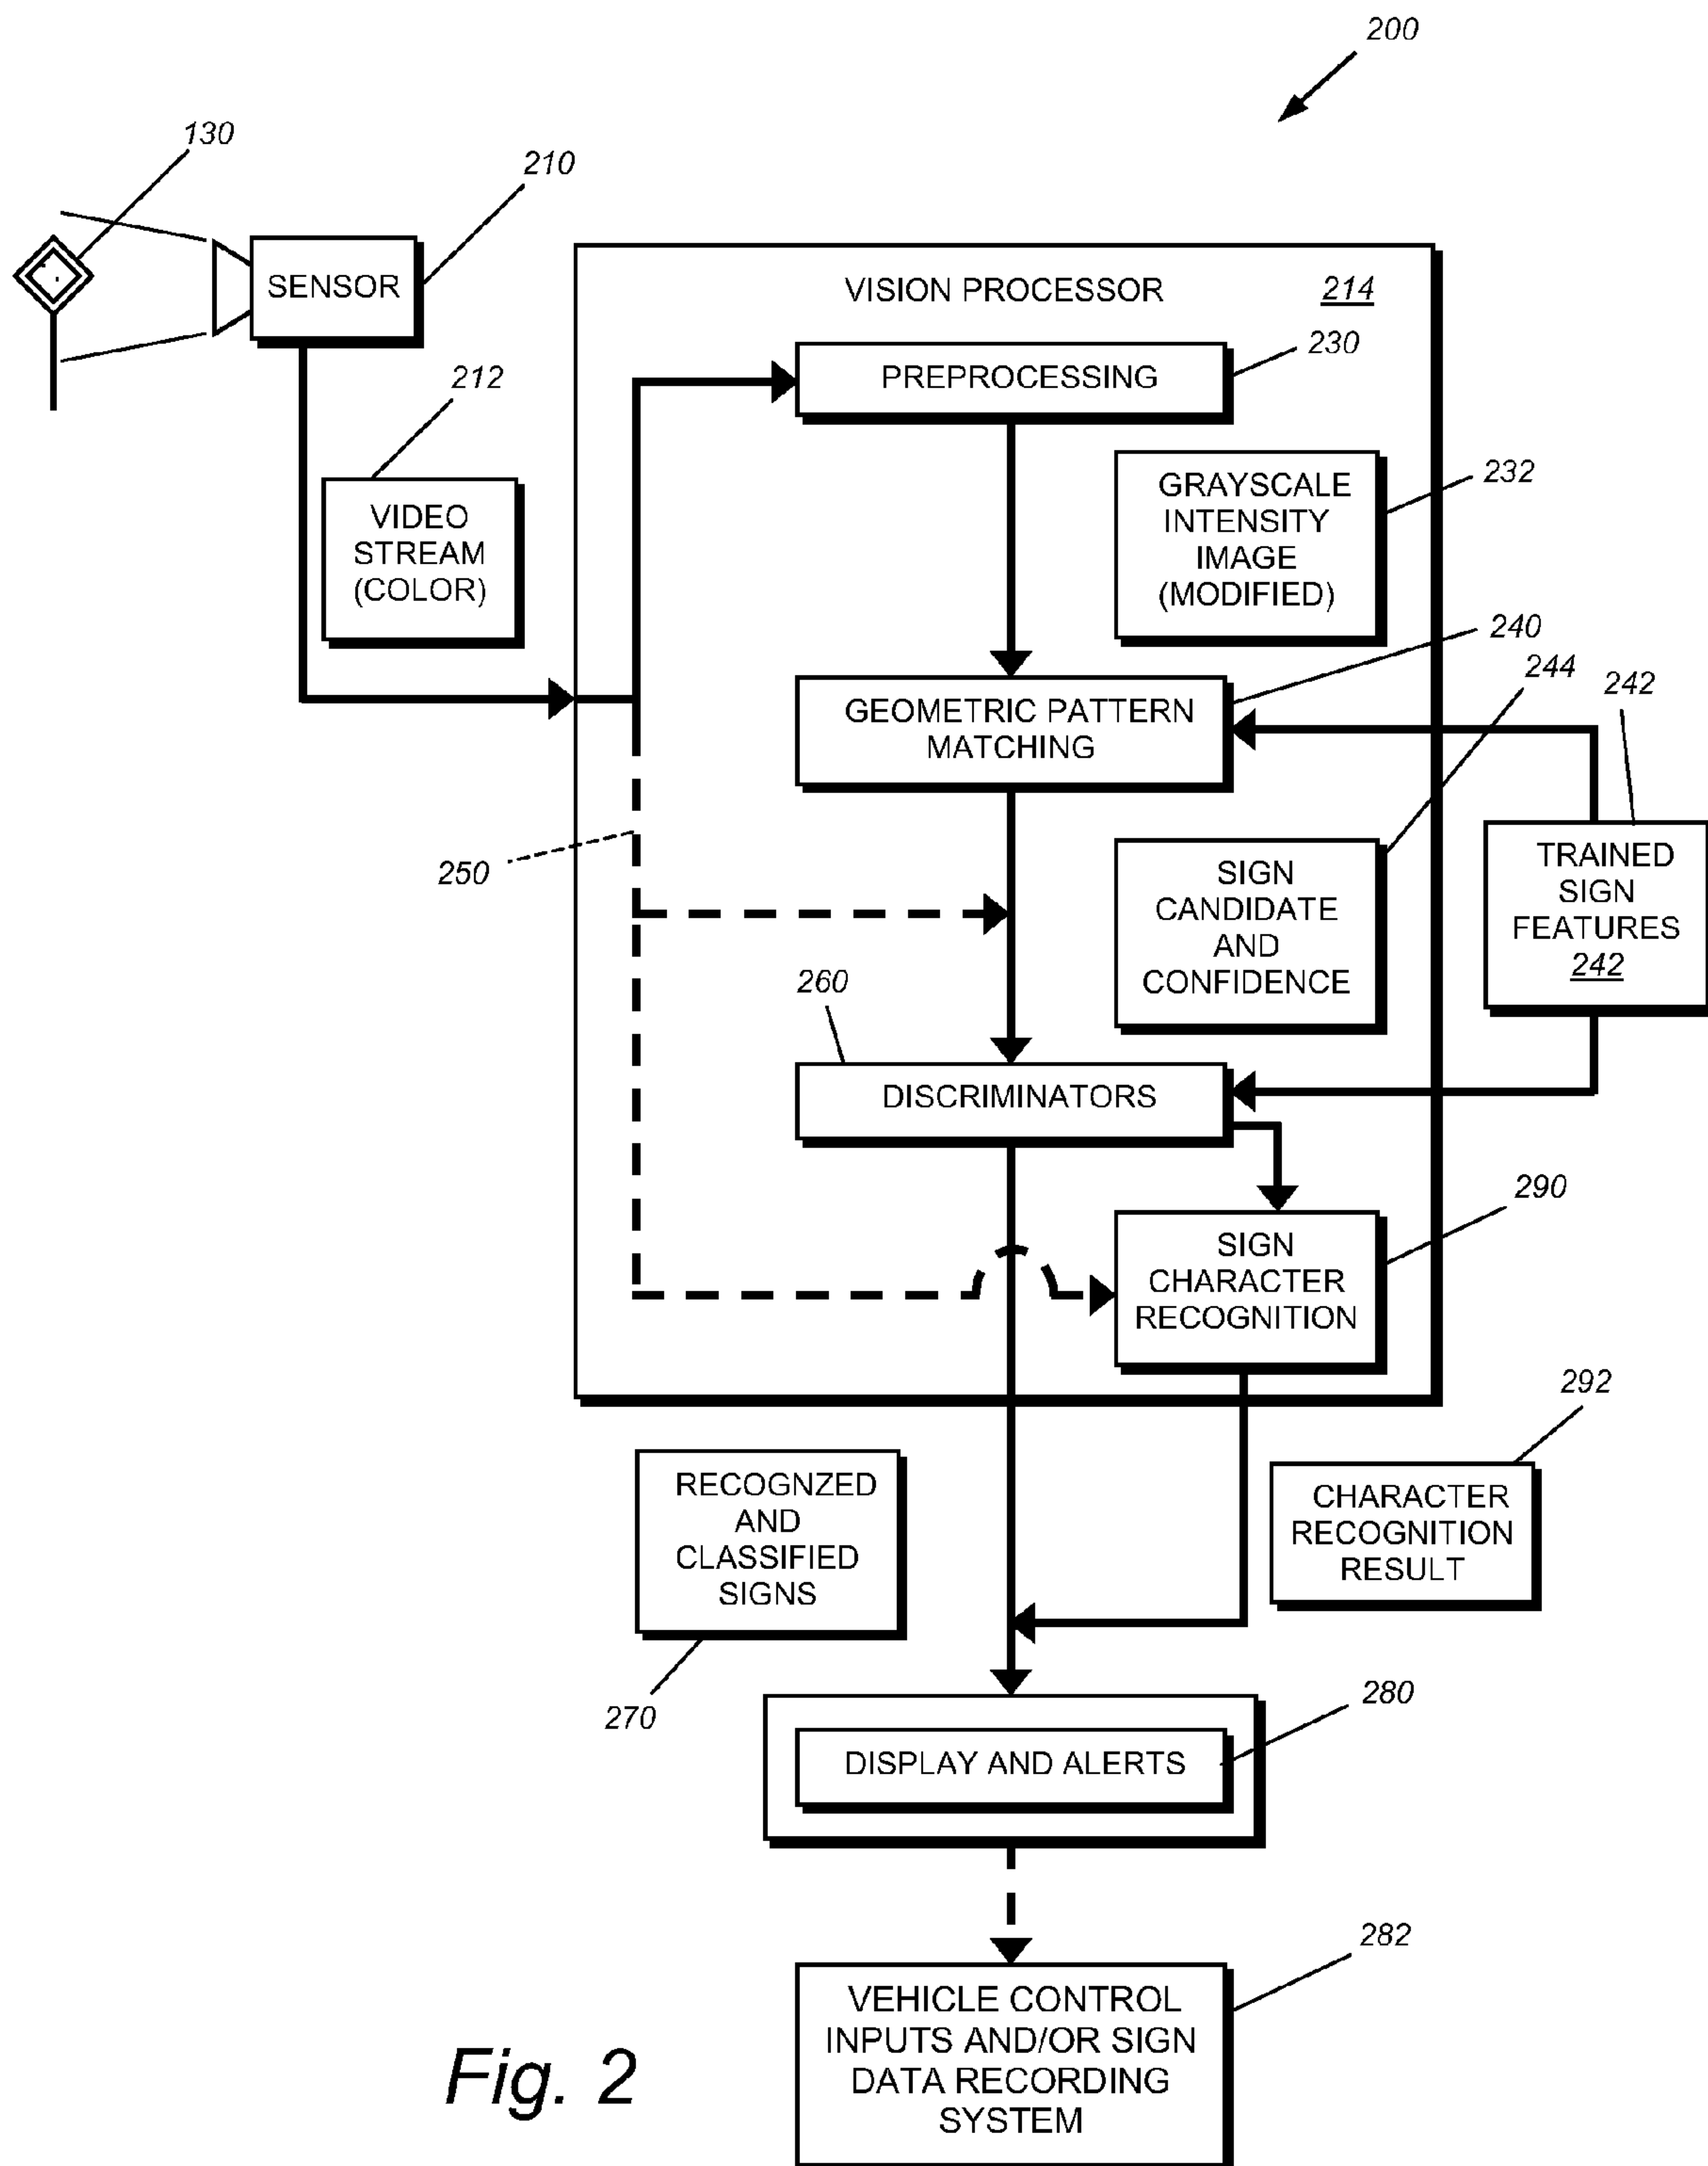 200
130
210
SENSOR
VISION PROCESSOR
214
230
PREPROCESSING
212
VIDEO
STREAM
(COLOR)
GRAYSCALE
INTENSITY
IMAGE
(MODIFIED)
232
240
244
242
GEOMETRIC PATTERN
MATCHING
250
SIGN
CANDIDATE
AND
CONFIDENCE
TRAINED
SIGN
FEATURES
242
260
DISCRIMINATORS
290
SIGN
CHARACTER
RECOGNITION
292
RECOGNZED
AND
CLASSIFIED
SIGNS
CHARACTER
RECOGNITION
RESULT
270
280
DISPLAY AND ALERTS
282
VEHICLE CONTROL
INPUTS AND/OR SIGN
DATA RECORDING
SYSTEM
Fig. 2